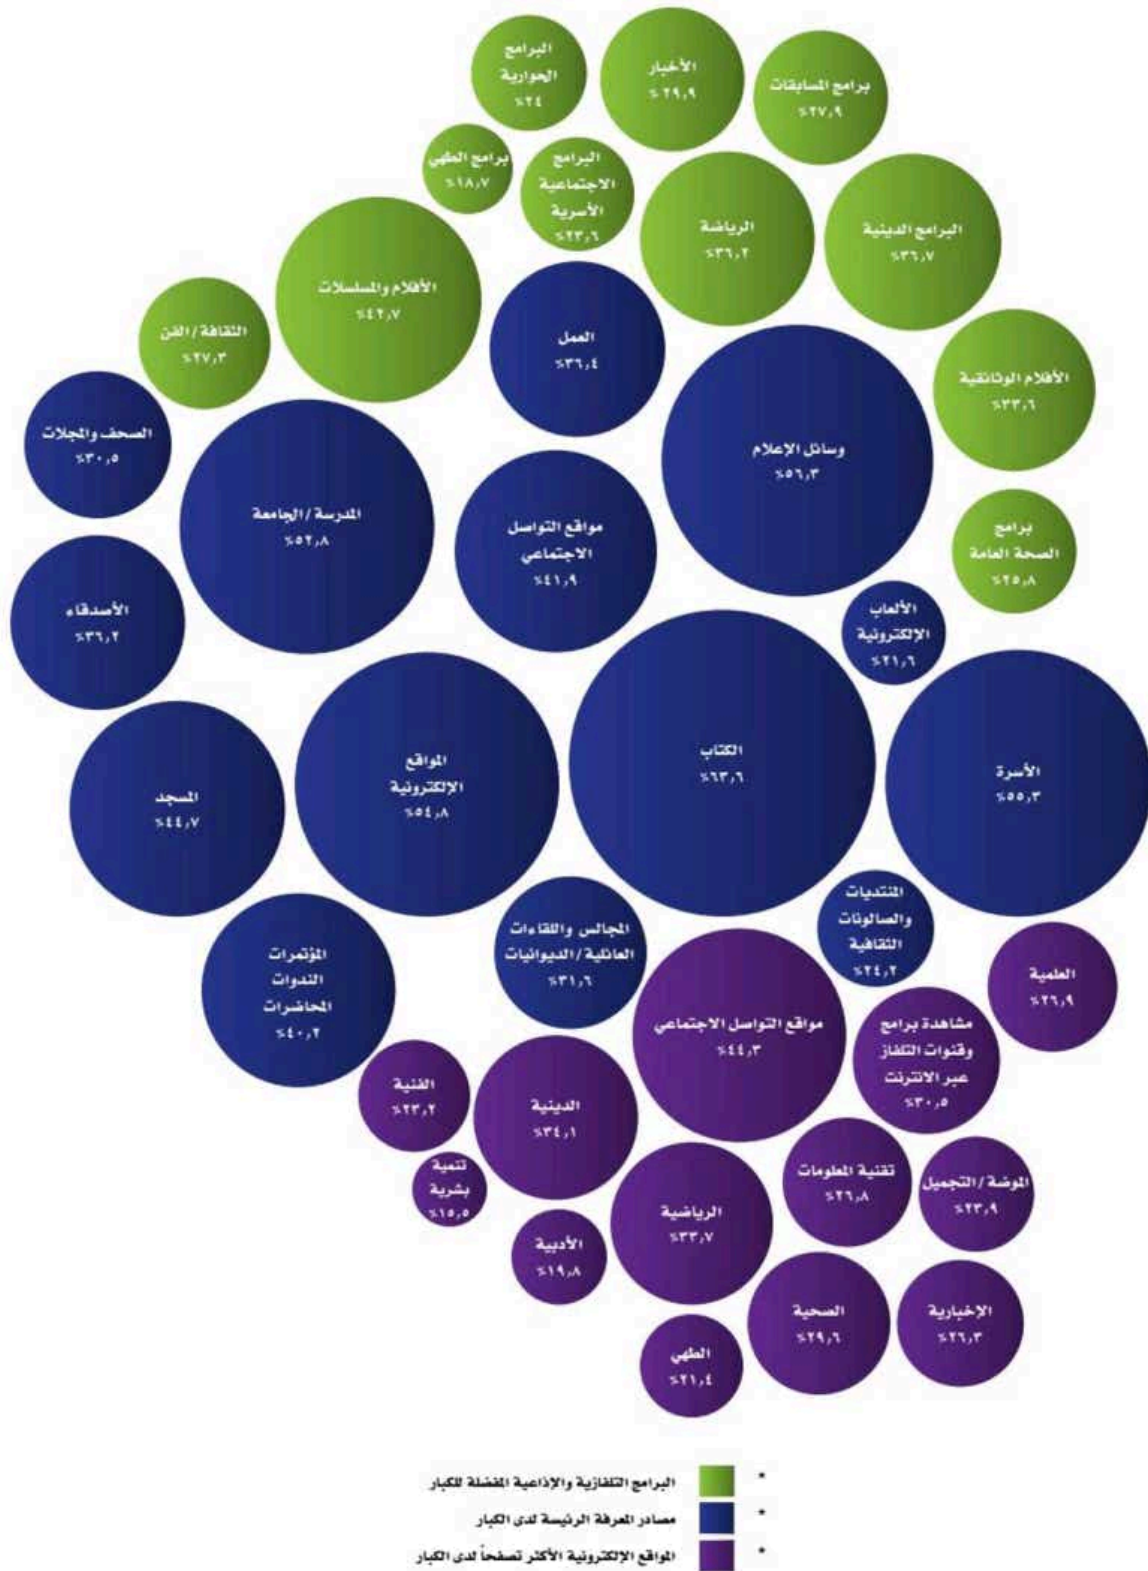 البرامج
الحوارية
٪٢٤
الأخبار
٪٢٩,٩
برامج المسابقات
٪٢٧,٩
برامج الطهي
٪١٨,٧
البرامج
الاجتماعية
الأسرية
٪٢٣,٦
الرياضة
٪٣٦,٢
البرامج الدينية
٪٣٦,٧
الأفلام والمسلسلات
٪٤٢,٧
الثقافة / الفن
٪٢٧,٣
العمل
٪٣٦,٤
الأفلام الوثائقية
٪٣٣,٦
الصحف والمجلات
٪٣٠,٥
وسائل الإعلام
٪٥٦,٣
المدرسة / الجامعة
٪٥٢,٨
مواقع التواصل
الاجتماعي
٪٤١,٩
برامج
الصحة العامة
٪٢٥,٨
الأصدقاء
٪٣٦,٢
الألعاب
الإلكترونية
٪٢١,٦
المواقع
الإلكترونية
٪٥٤,٨
الكتاب
٪٦٣,٦
الأسرة
٪٥٥,٣
المسجد
٪٤٤,٧
المنتديات
والصالونات
الثقافية
٪٢٤,٢
المجالس واللقاءات
العائلية / الديوانيات
٪٣١,٦
المؤتمرات
الندوات
المحاضرات
٪٤٠,٢
العلمية
٪٢٦,٩
مواقع التواصل الاجتماعي
٪٤٤,٣
مشاهدة برامج
وقنوات التلفاز
عبر الانترنت
٪٣٠,٥
الفنية
٪٢٣,٢
الدينية
٪٣٤,١
تنمية
بشرية
٪١٥,٥
تقنية المعلومات
٪٢٦,٨
الموضة / التجميل
٪٢٣,٩
الرياضية
٪٣٣,٧
الأدبية
٪١٩,٨
الصحية
٪٢٩,٦
الإخبارية
٪٢٦,٣
الطهي
٪٢١,٤
* البرامج التلفازية والإذاعية المفضلة للكبار
* مصادر المعرفة الرئيسة لدى الكبار
* المواقع الإلكترونية الأكثر تصفحاً لدى الكبار